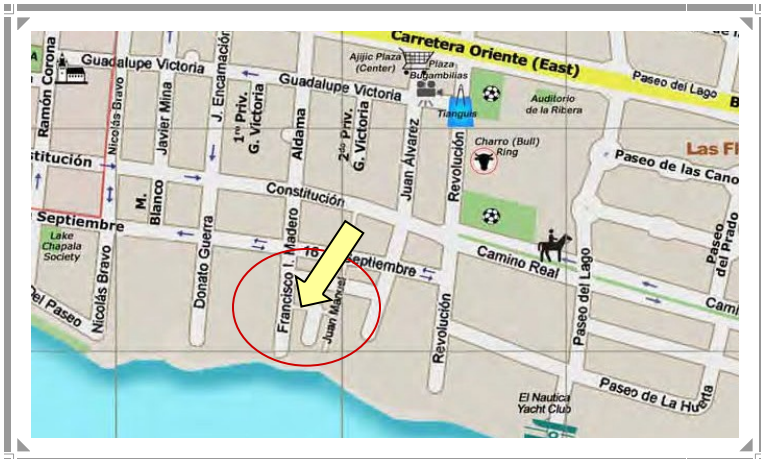 Carretera Oriente (East)
Paseo del Lago
B
Ramón Corona
A
Guadalupe Victoria
Nicolás Bravo
Javier Mina
J. Encarnación
1ra Priv.
G. Victoria
Guadalupe Victoria
Aldama
2da Priv.
G. Victoria
Ajijic Plaza
(Center)
Plaza
Bugambilias
Tianguis
Auditorio
de la Ribera
Juan Álvarez
Revolución
Charro (Bull)
Ring
Las Fl
Paseo de las Cano
stitución
Constitución
M.
Blanco
Septiembre
Lake
Chapala
Society
Nicolás Bravo
Donato Guerra
Francisco I. Madero
16
Septiembre
Juan Manuel
Camino Real
Paseo
del Prado
Cami
Del Paseo
Revolución
Paseo del Lago
Paseo de La Huerta
El Nautica
Yacht Club